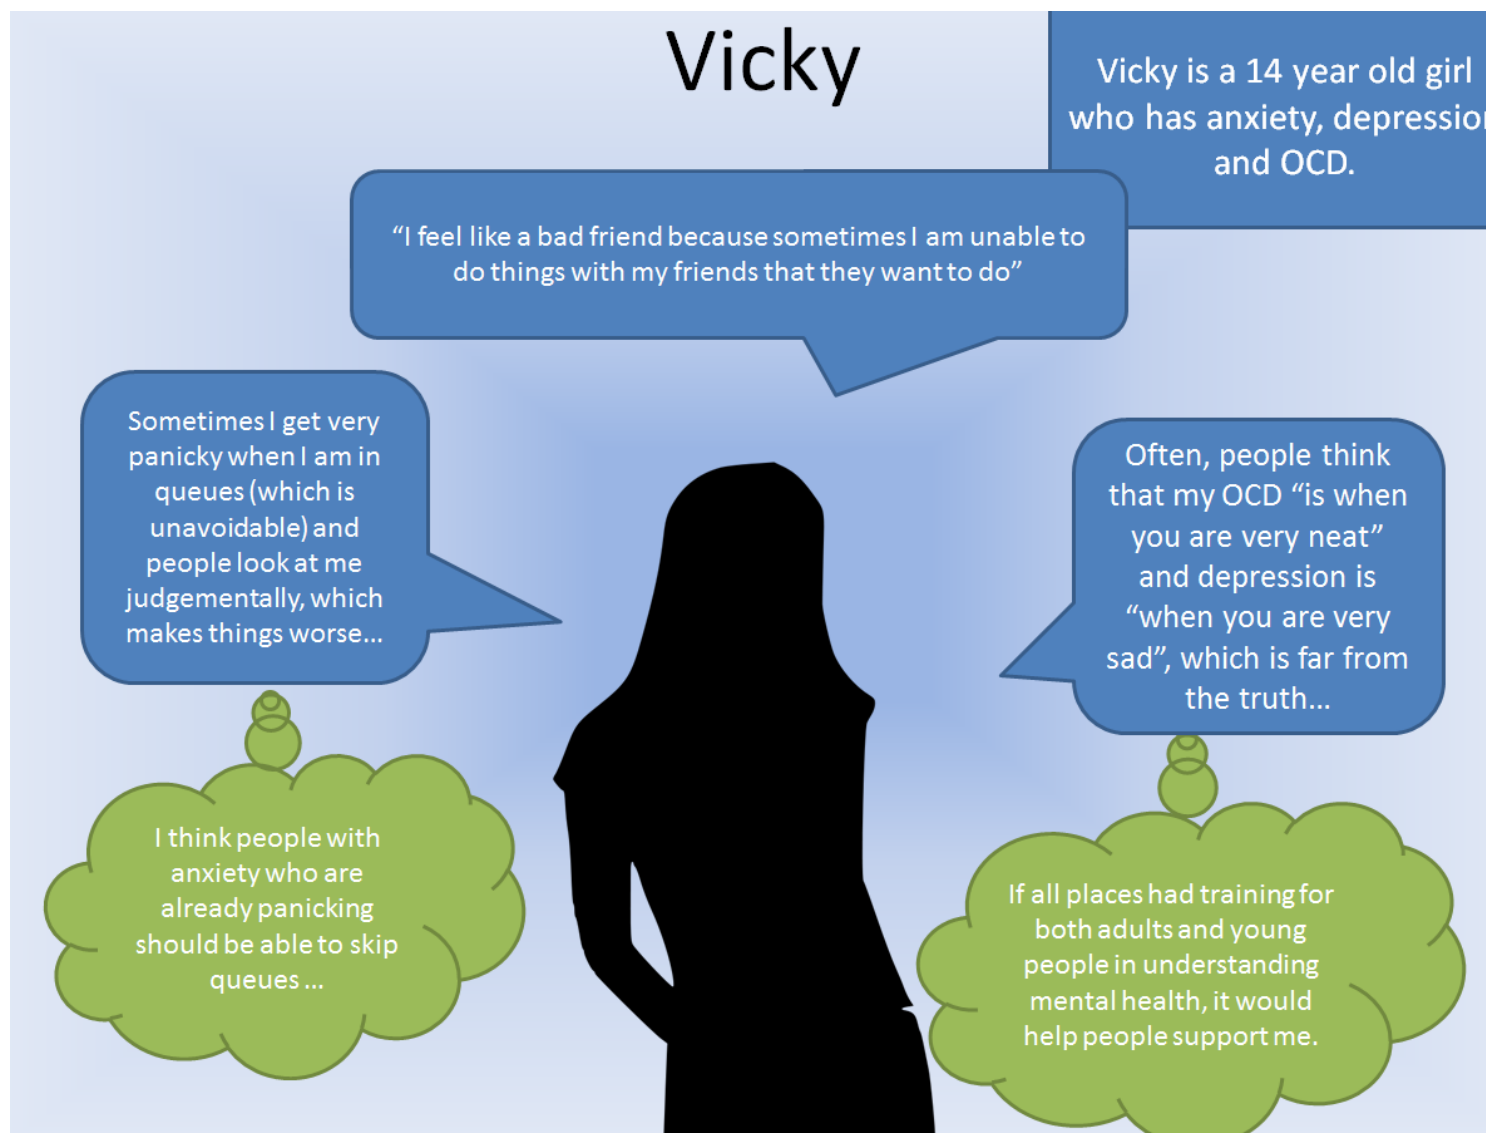 Vicky
Vicky is a 14 year old girl
who has anxiety, depression
and OCD.
“I feel like a bad friend because sometimes I am unable to
do things with my friends that they want to do”
Sometimes I get very
panicky when I am in
queues (which is
unavoidable) and
people look at me
judgementally, which
makes things worse...
Often, people think
that my OCD “is when
you are very neat”
and depression is
“when you are very
sad”, which is far from
the truth...
I think people with
anxiety who are
already panicking
should be able to skip
queues ...
If all places had training for
both adults and young
people in understanding
mental health, it would
help people support me.